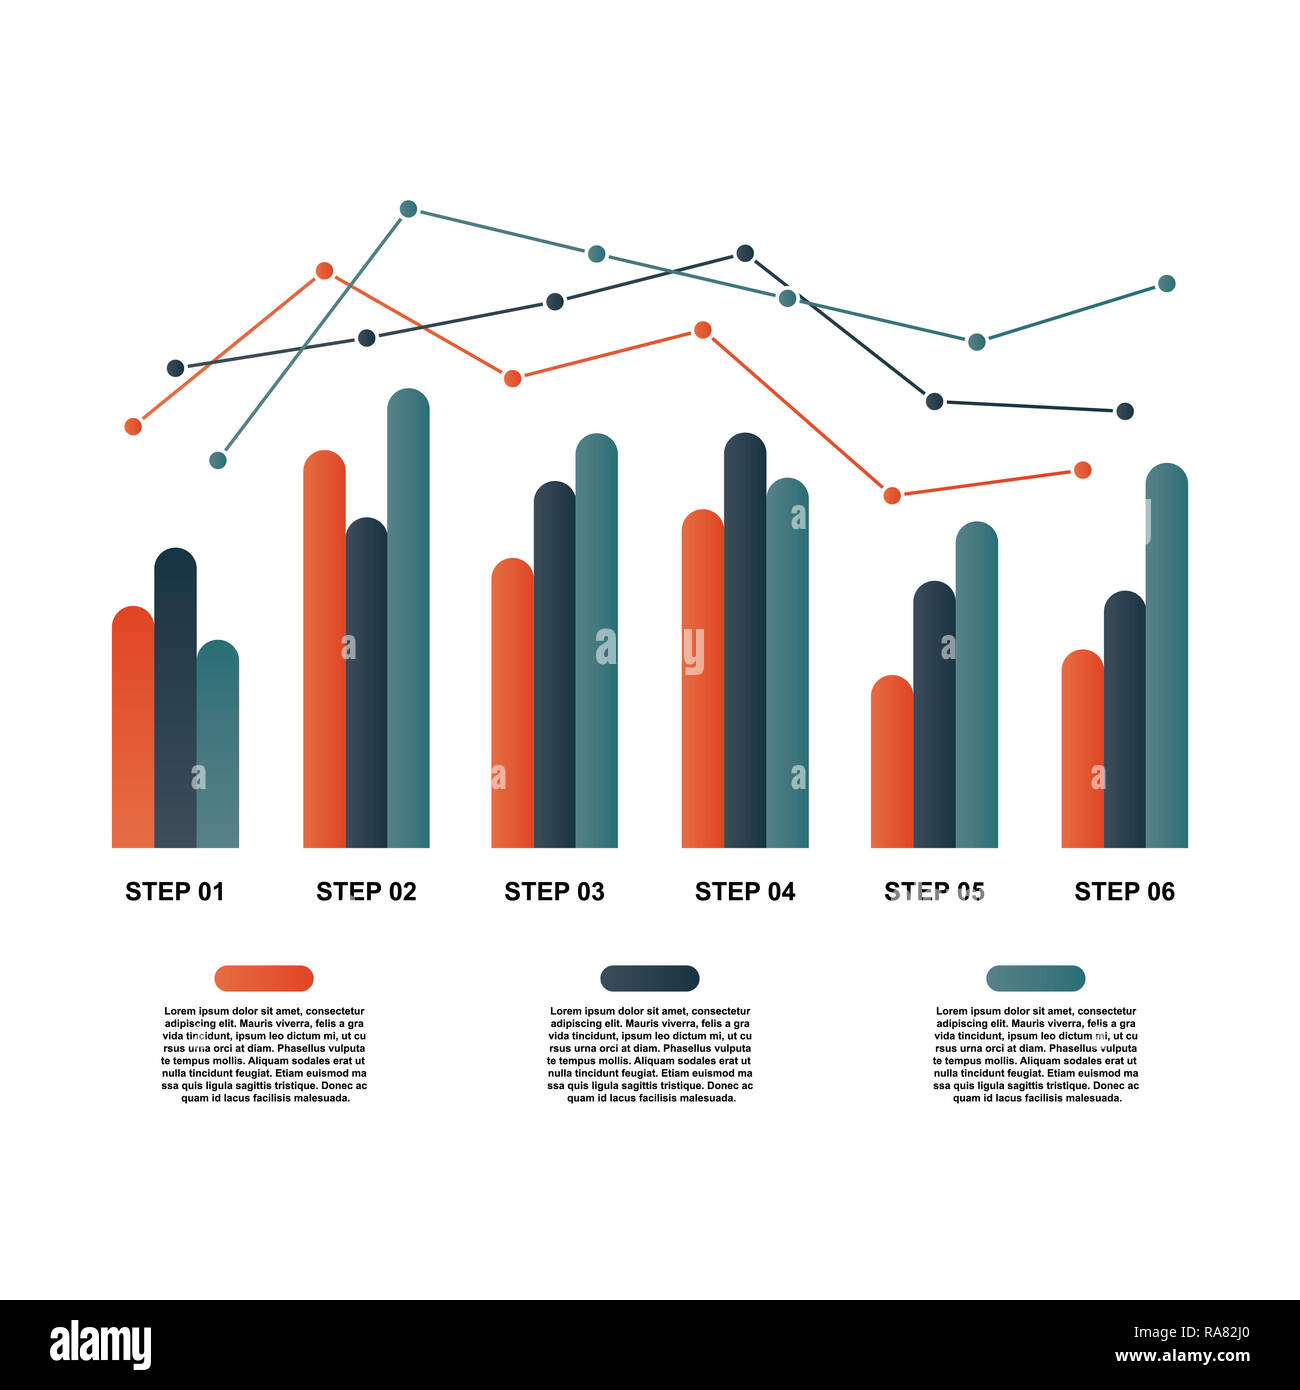 STEP 01 STEP 02 STEP 03 STEP 04 STEP 05 STEP 06
Lorem ipsum dolor sit amet, consectetur
adipiscing elit. Mauris viverra, felis a gra
vida tincidunt, ipsum leo dictum mi, ut cu
rsus urna orci at diam. Phasellus vulputa
te tempus mollis. Aliquam sodales erat ut
nulla tincidunt feugiat. Etiam euismod ma
ssa quis ligula sagittis tristique. Donec ac
quam id lacus facilisis malesuada.
Lorem ipsum dolor sit amet, consectetur
adipiscing elit. Mauris viverra, felis a gra
vida tincidunt, ipsum leo dictum mi, ut cu
rsus urna orci at diam. Phasellus vulputa
te tempus mollis. Aliquam sodales erat ut
nulla tincidunt feugiat. Etiam euismod ma
ssa quis ligula sagittis tristique. Donec ac
quam id lacus facilisis malesuada.
Lorem ipsum dolor sit amet, consectetur
adipiscing elit. Mauris viverra, felis a gra
vida tincidunt, ipsum leo dictum mi, ut cu
rsus urna orci at diam. Phasellus vulputa
te tempus mollis. Aliquam sodales erat ut
nulla tincidunt feugiat. Etiam euismod ma
ssa quis ligula sagittis tristique. Donec ac
quam id lacus facilisis malesuada.
a a a a a a
alamy
Image ID: RA82J0
www.alamy.com